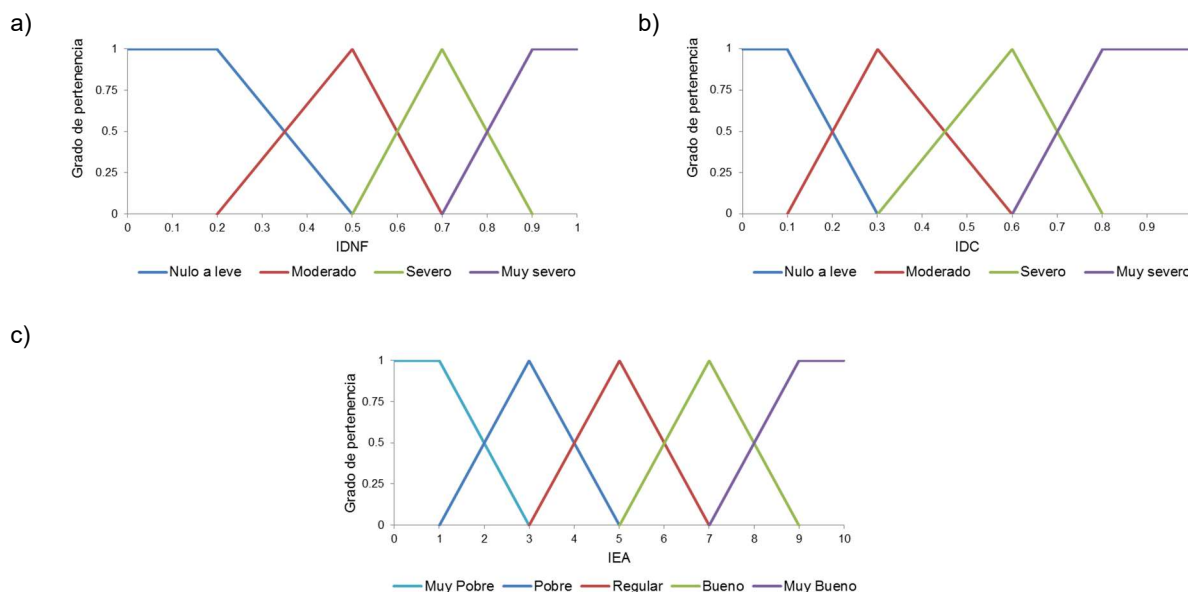 a)
Grado de pertenencia
1
0.75
0.5
0.25
0
0 0.1 0.2 0.3 0.4 0.5 0.6 0.7 0.8 0.9 1
IDNF
Nulo a leve Moderado Severo Muy severo
b)
Grado de pertenencia
1
0.75
0.5
0.25
0
0 0.1 0.2 0.3 0.4 0.5 0.6 0.7 0.8 0.9
IDC
Nulo a leve Moderado Severo Muy severo
c)
Grado de pertenencia
1
0.75
0.5
0.25
0
0 1 2 3 4 5 6 7 8 9 10
IEA
Muy Pobre Pobre Regular Bueno Muy Bueno